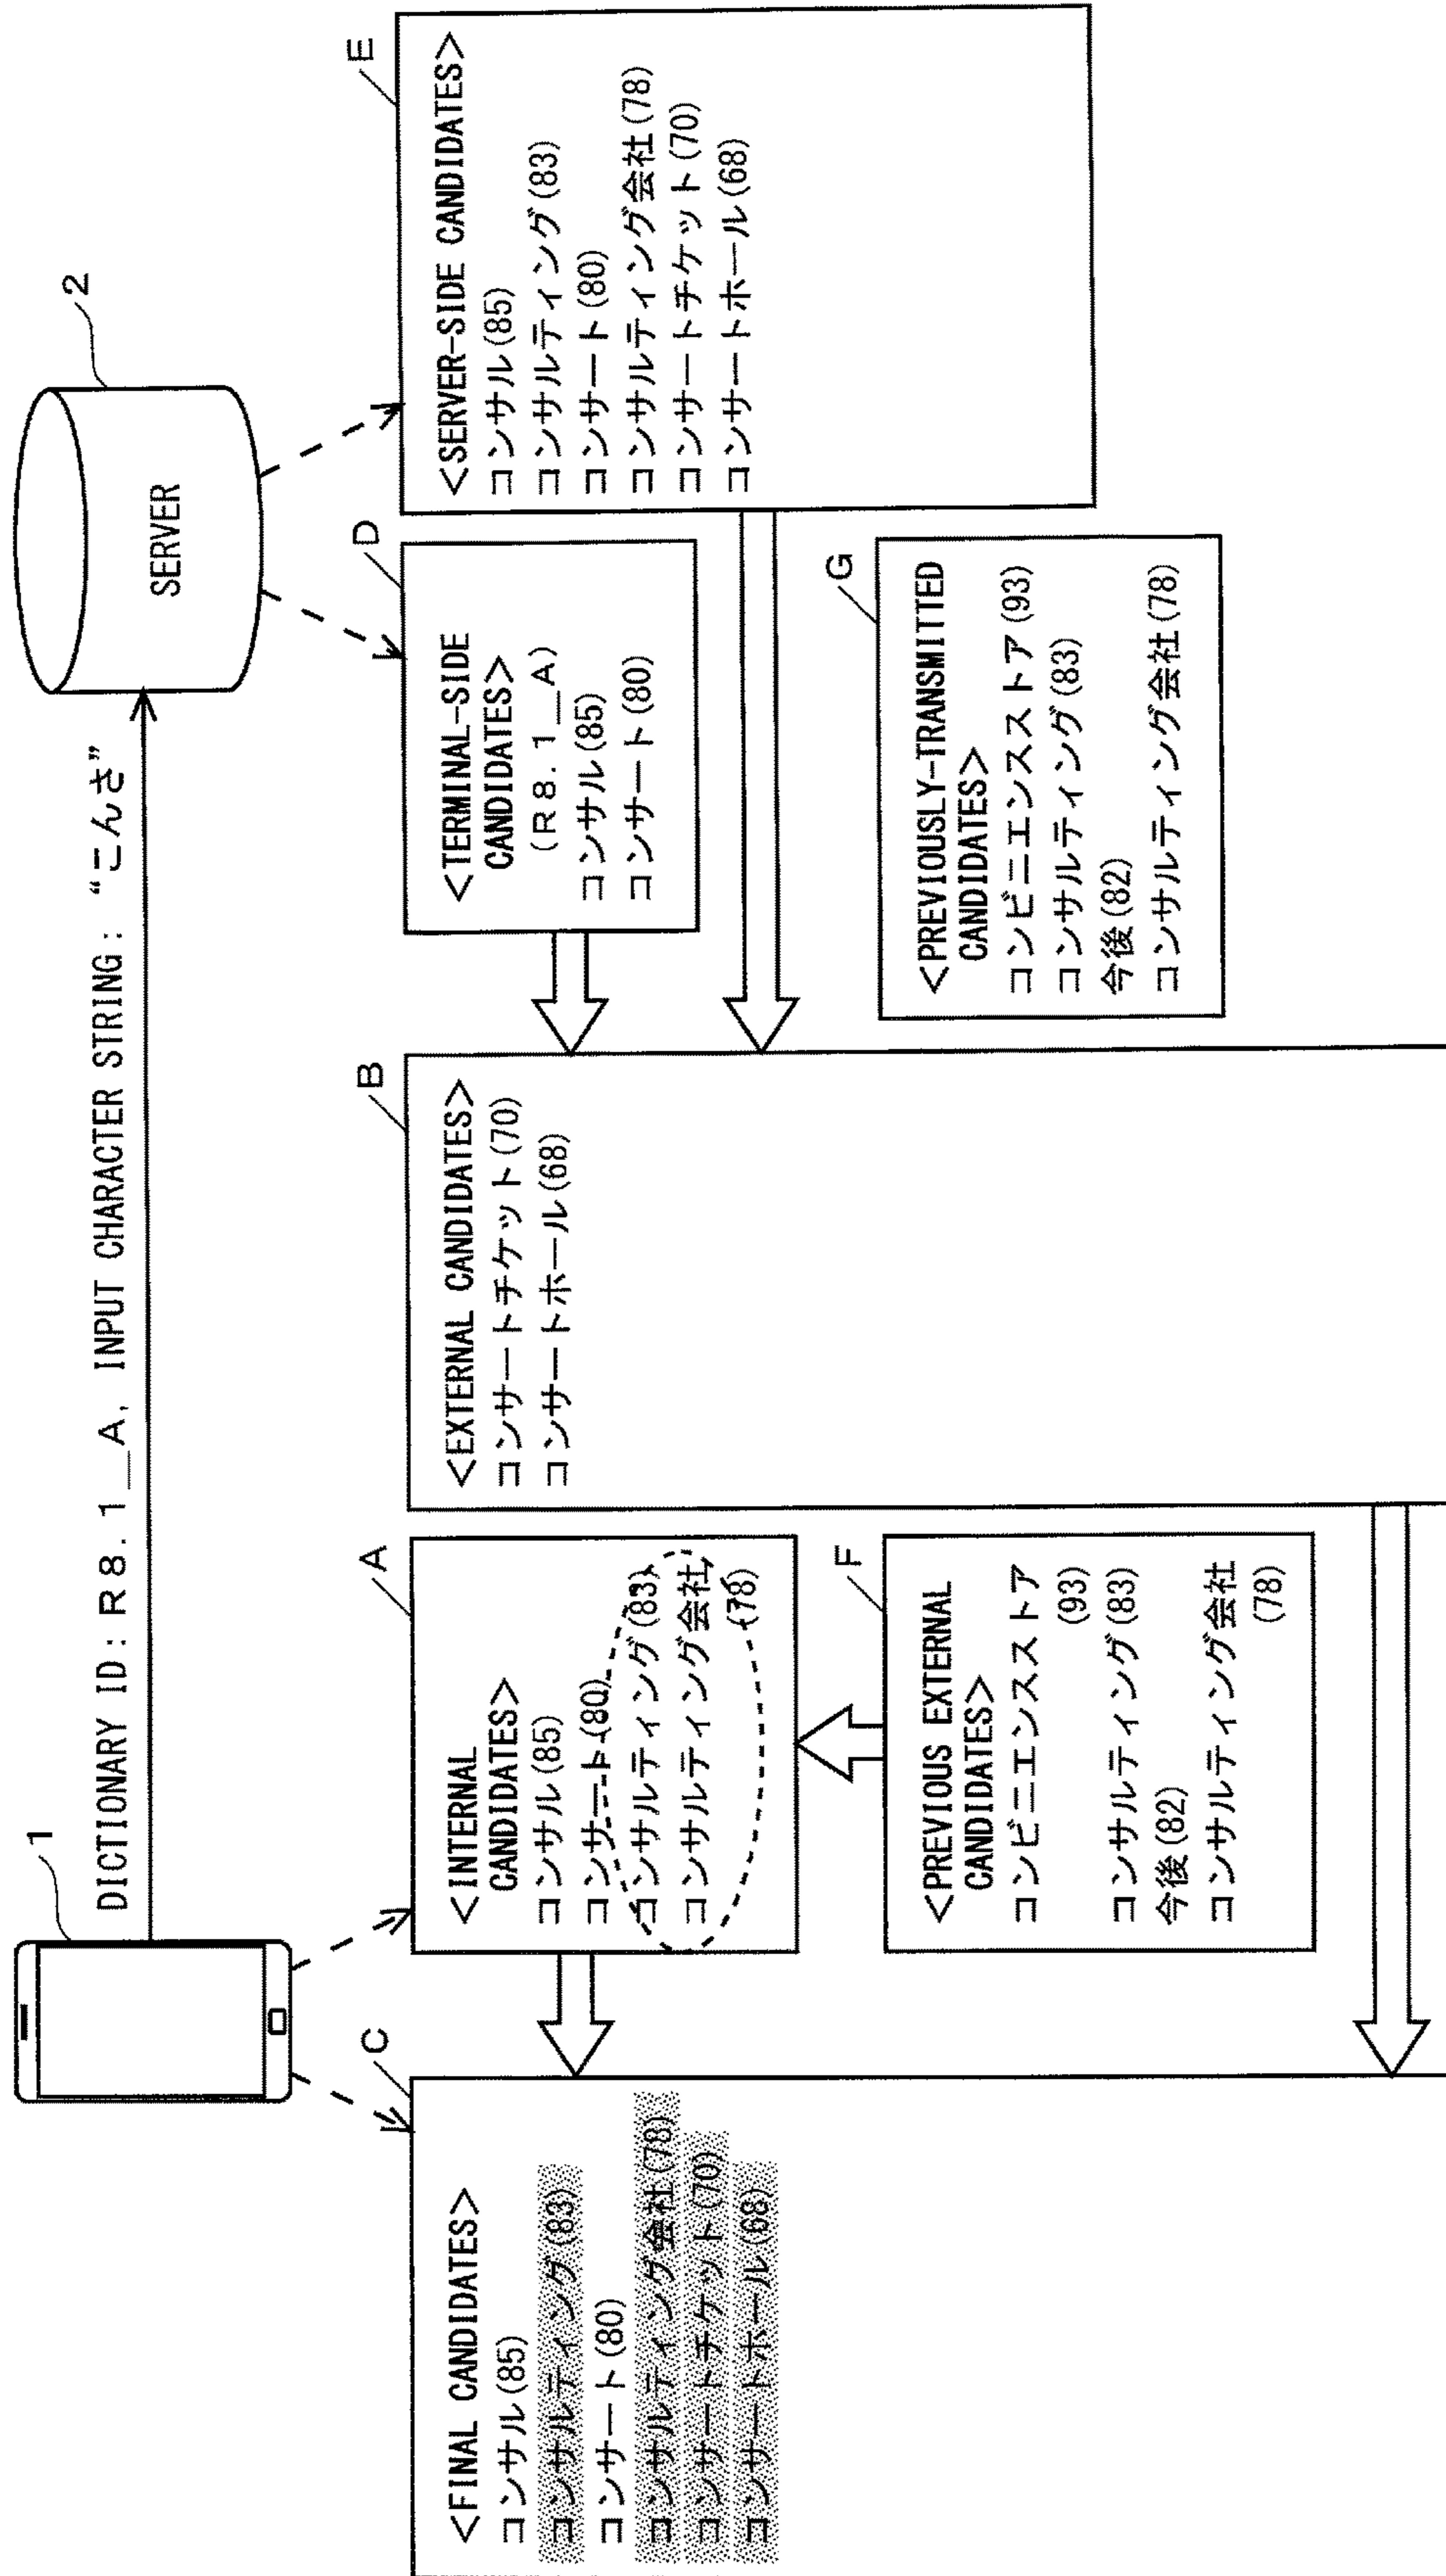 1
DICTIONARY ID: R8.1_A, INPUT CHARACTER STRING: “こんさ”
SERVER
2
C
<FINAL CANDIDATES>
コンサル(85)
コンサルティング(83)
コンサート(80)
コンサルティング会社(78)
コンサートチケット(70)
コンサートホール(68)
A
<INTERNAL
CANDIDATES>
コンサル(85)
コンサート(80)
コンサルティング(83)
コンサルティング会社
(78)
F
<PREVIOUS EXTERNAL
CANDIDATES>
コンビニエンスストア
(93)
コンサルティング(83)
今後(82)
コンサルティング会社
(78)
B
<EXTERNAL CANDIDATES>
コンサートチケット(70)
コンサートホール(68)
D
<TERMINAL-SIDE
CANDIDATES>
(R8.1_A)
コンサル(85)
コンサート(80)
G
<PREVIOUSLY-TRANSMITTED
CANDIDATES>
コンビニエンスストア(93)
コンサルティング(83)
今後(82)
コンサルティング会社(78)
E
<SERVER-SIDE CANDIDATES>
コンサル(85)
コンサルティング(83)
コンサート(80)
コンサルティング会社(78)
コンサートチケット(70)
コンサートホール(68)